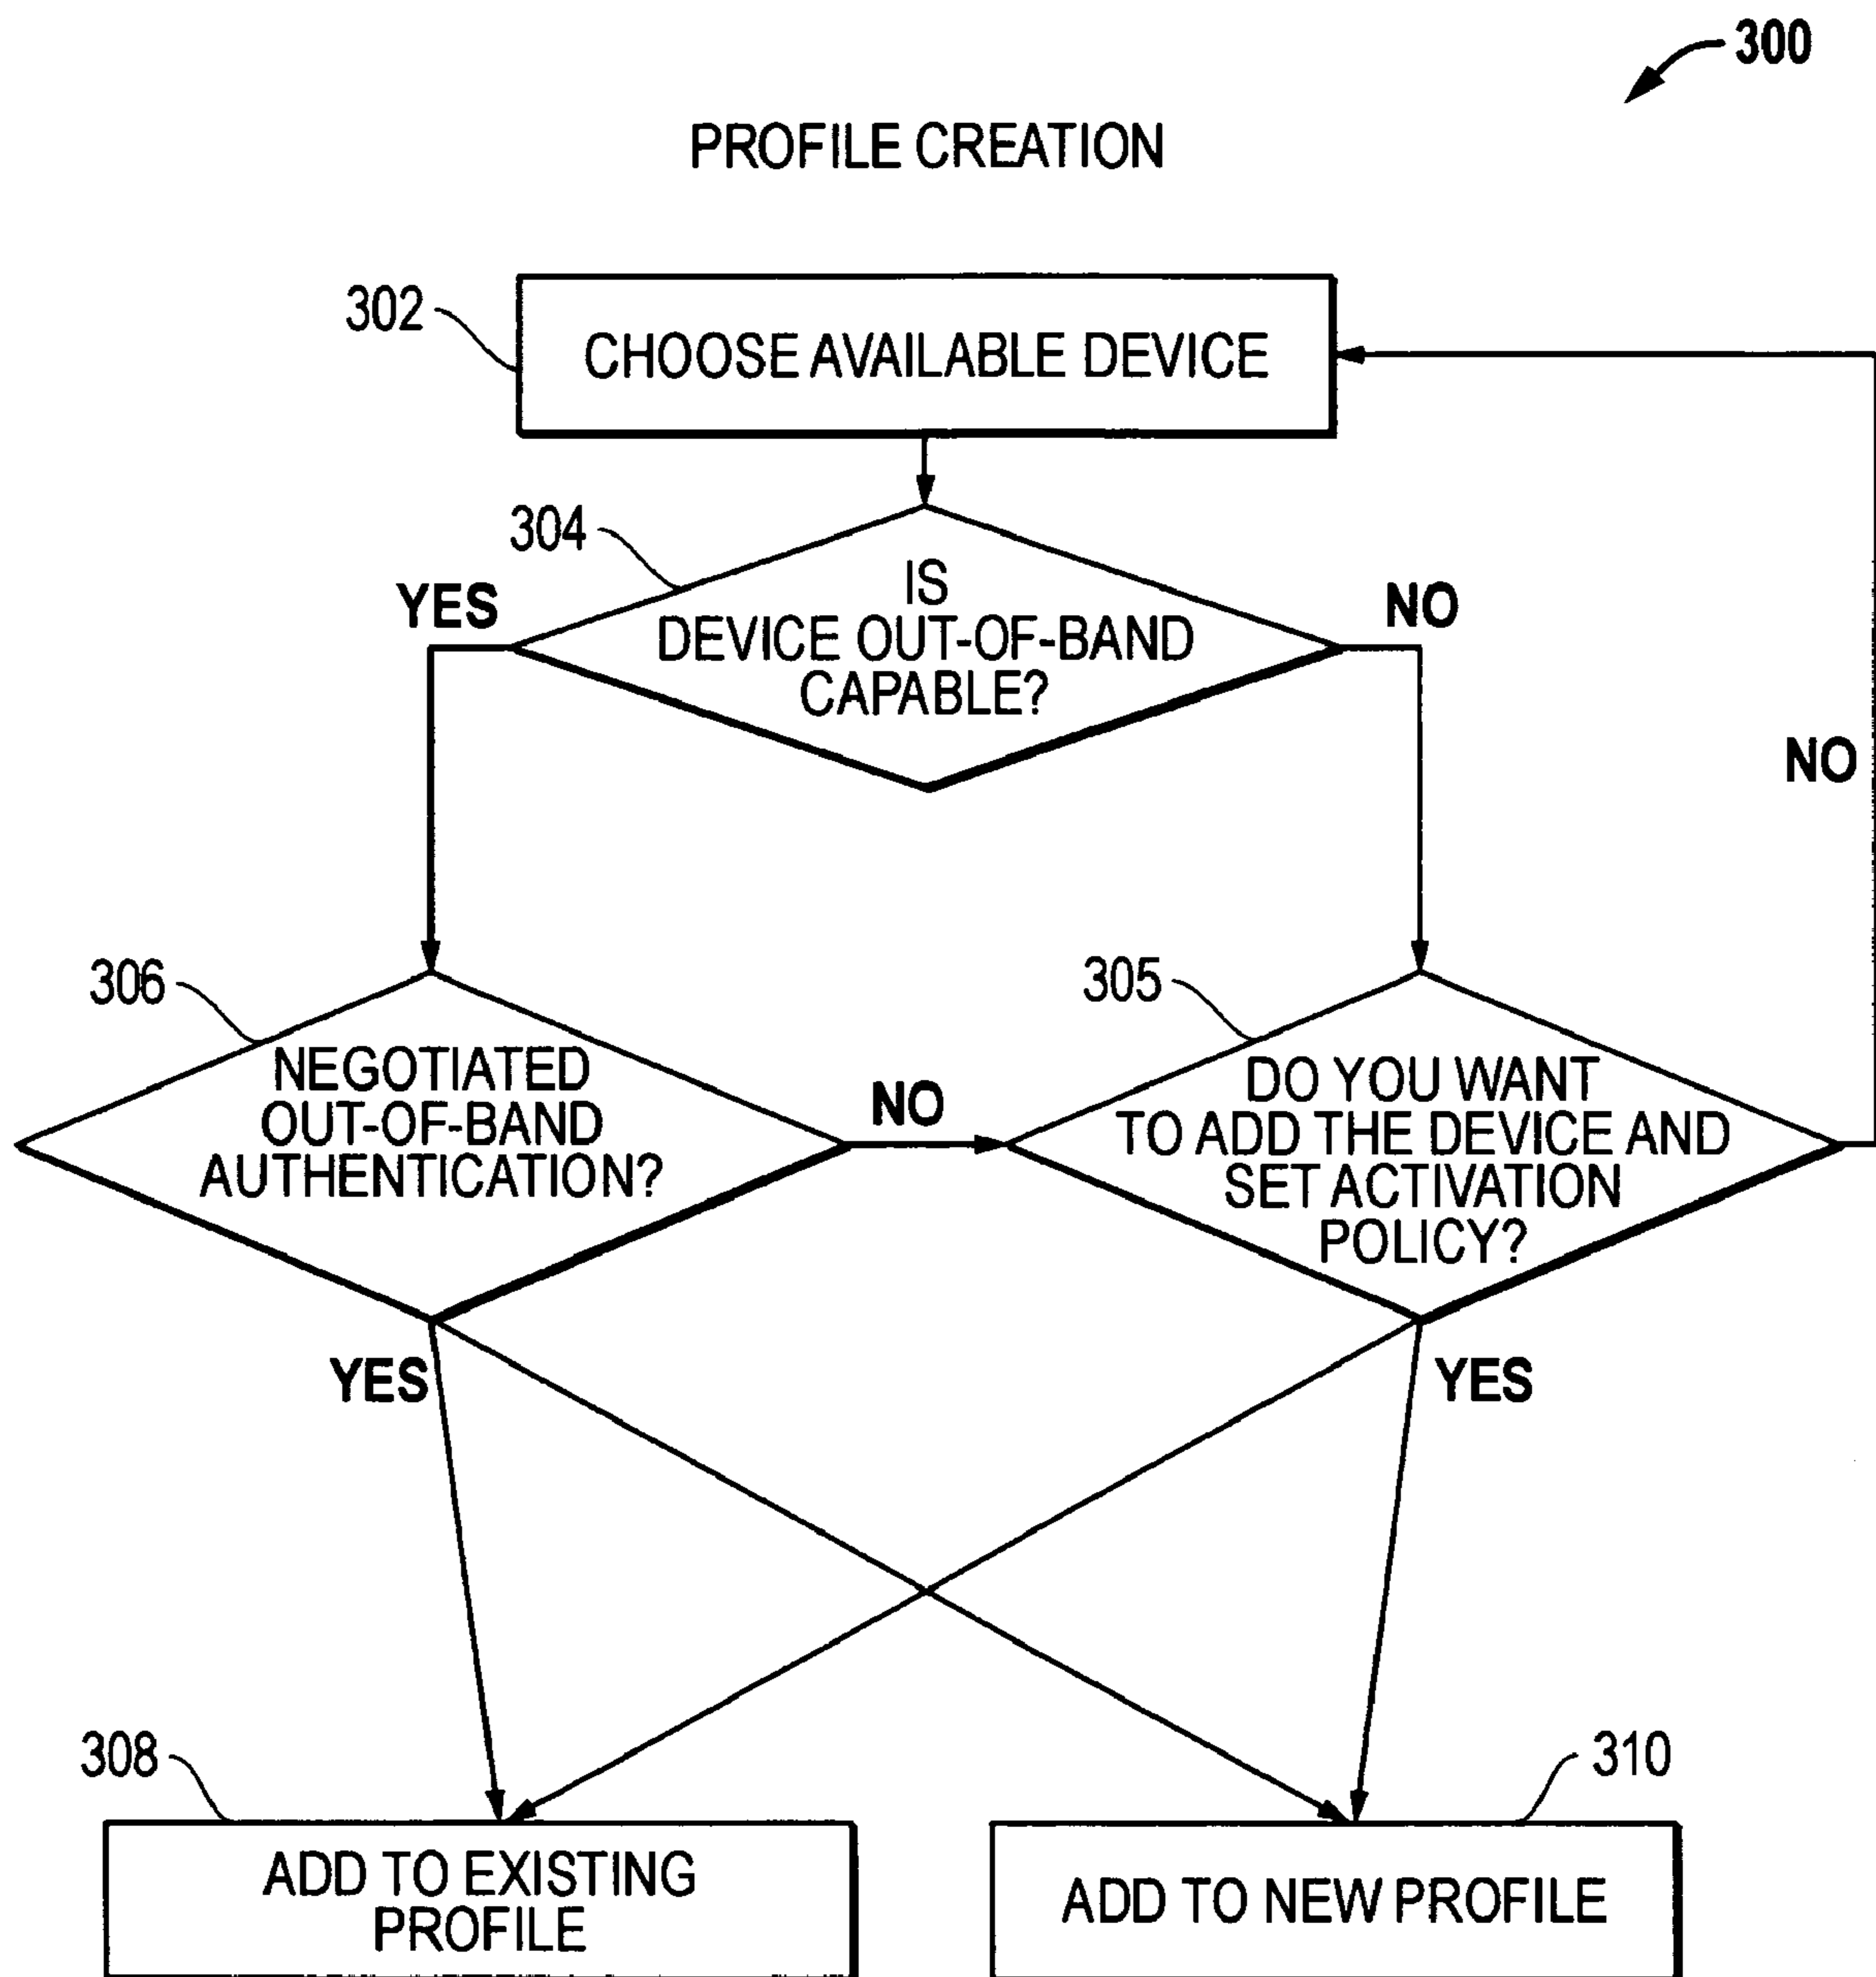 300
PROFILE CREATION
302
CHOOSE AVAILABLE DEVICE
304
YES
IS
DEVICE OUT-OF-BAND
CAPABLE?
NO
NO
306
NEGOTIATED
OUT-OF-BAND
AUTHENTICATION?
NO
305
DO YOU WANT
TO ADD THE DEVICE AND
SET ACTIVATION
POLICY?
YES
YES
308
ADD TO EXISTING
PROFILE
310
ADD TO NEW PROFILE